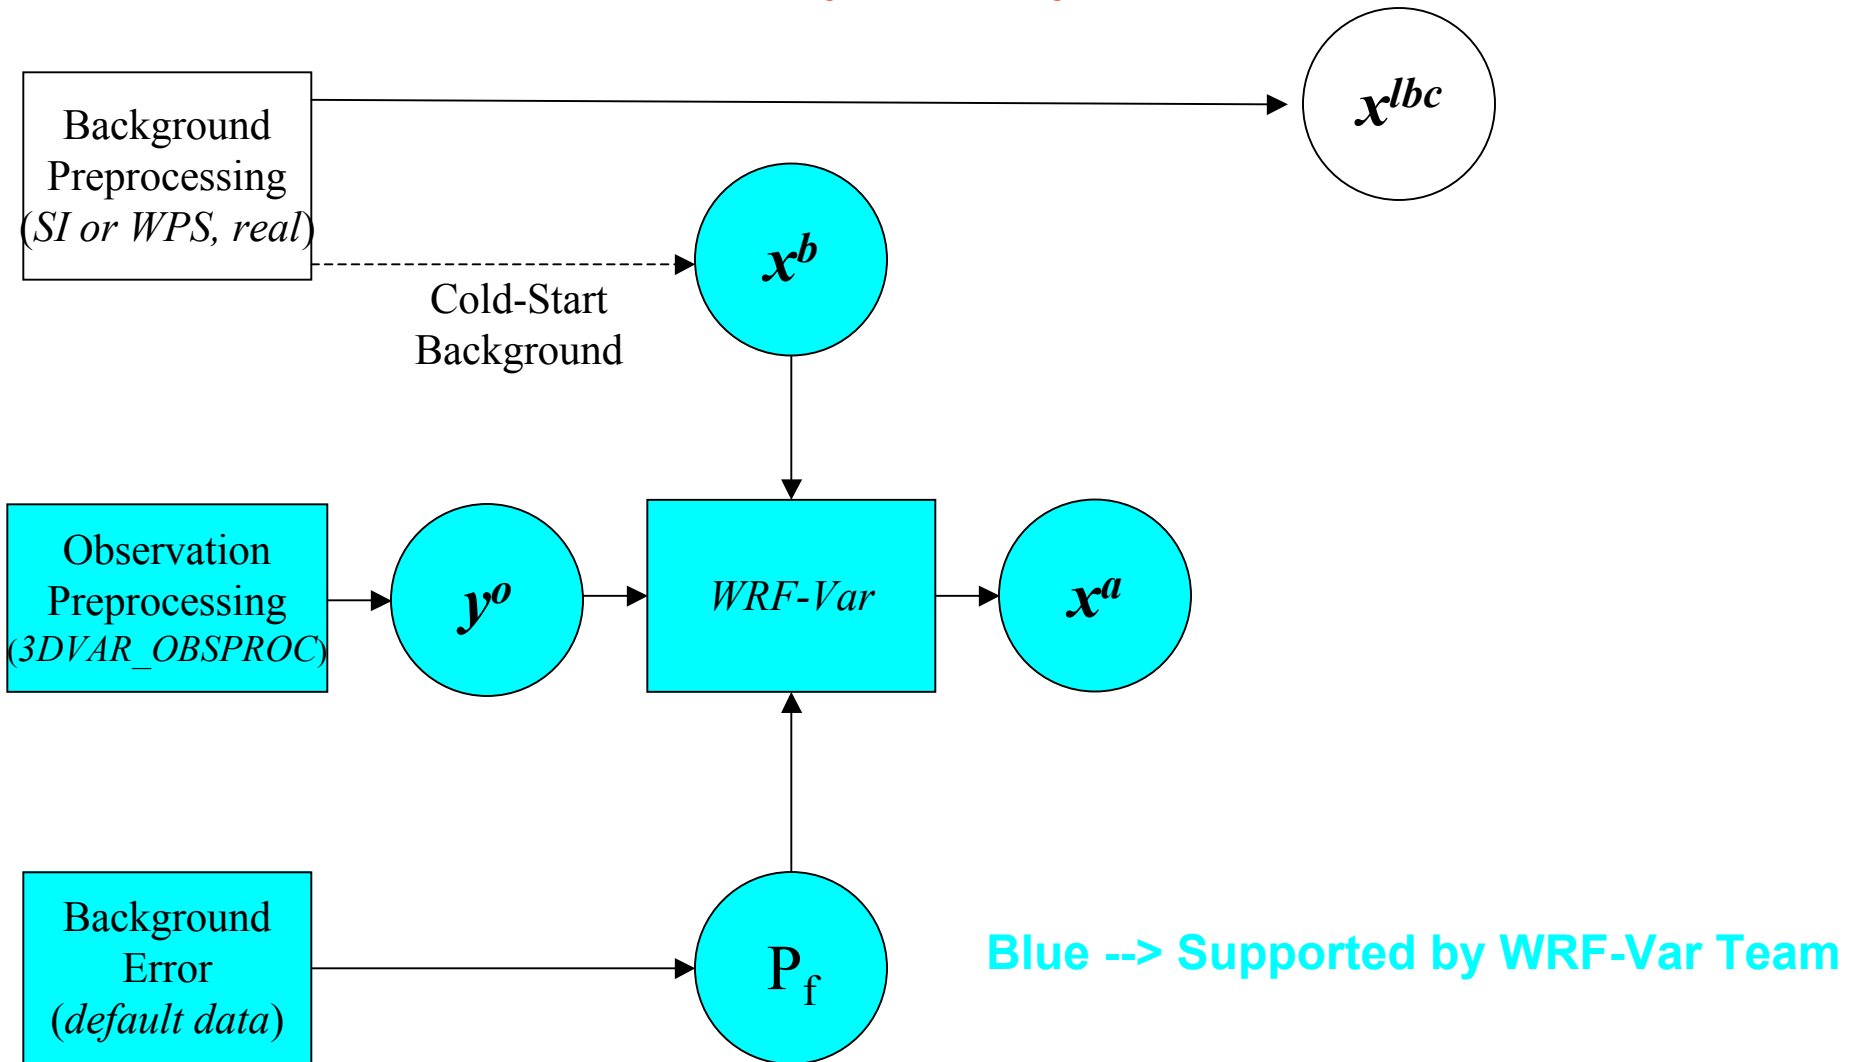 x^lbc
Background
Preprocessing
(SI or WPS, real)
x^b
Cold-Start
Background
Observation
Preprocessing
(3DVAR_OBSPROC)
y^o
WRF-Var
x^a
Background
Error
(default data)
P_f
Blue --> Supported by WRF-Var Team